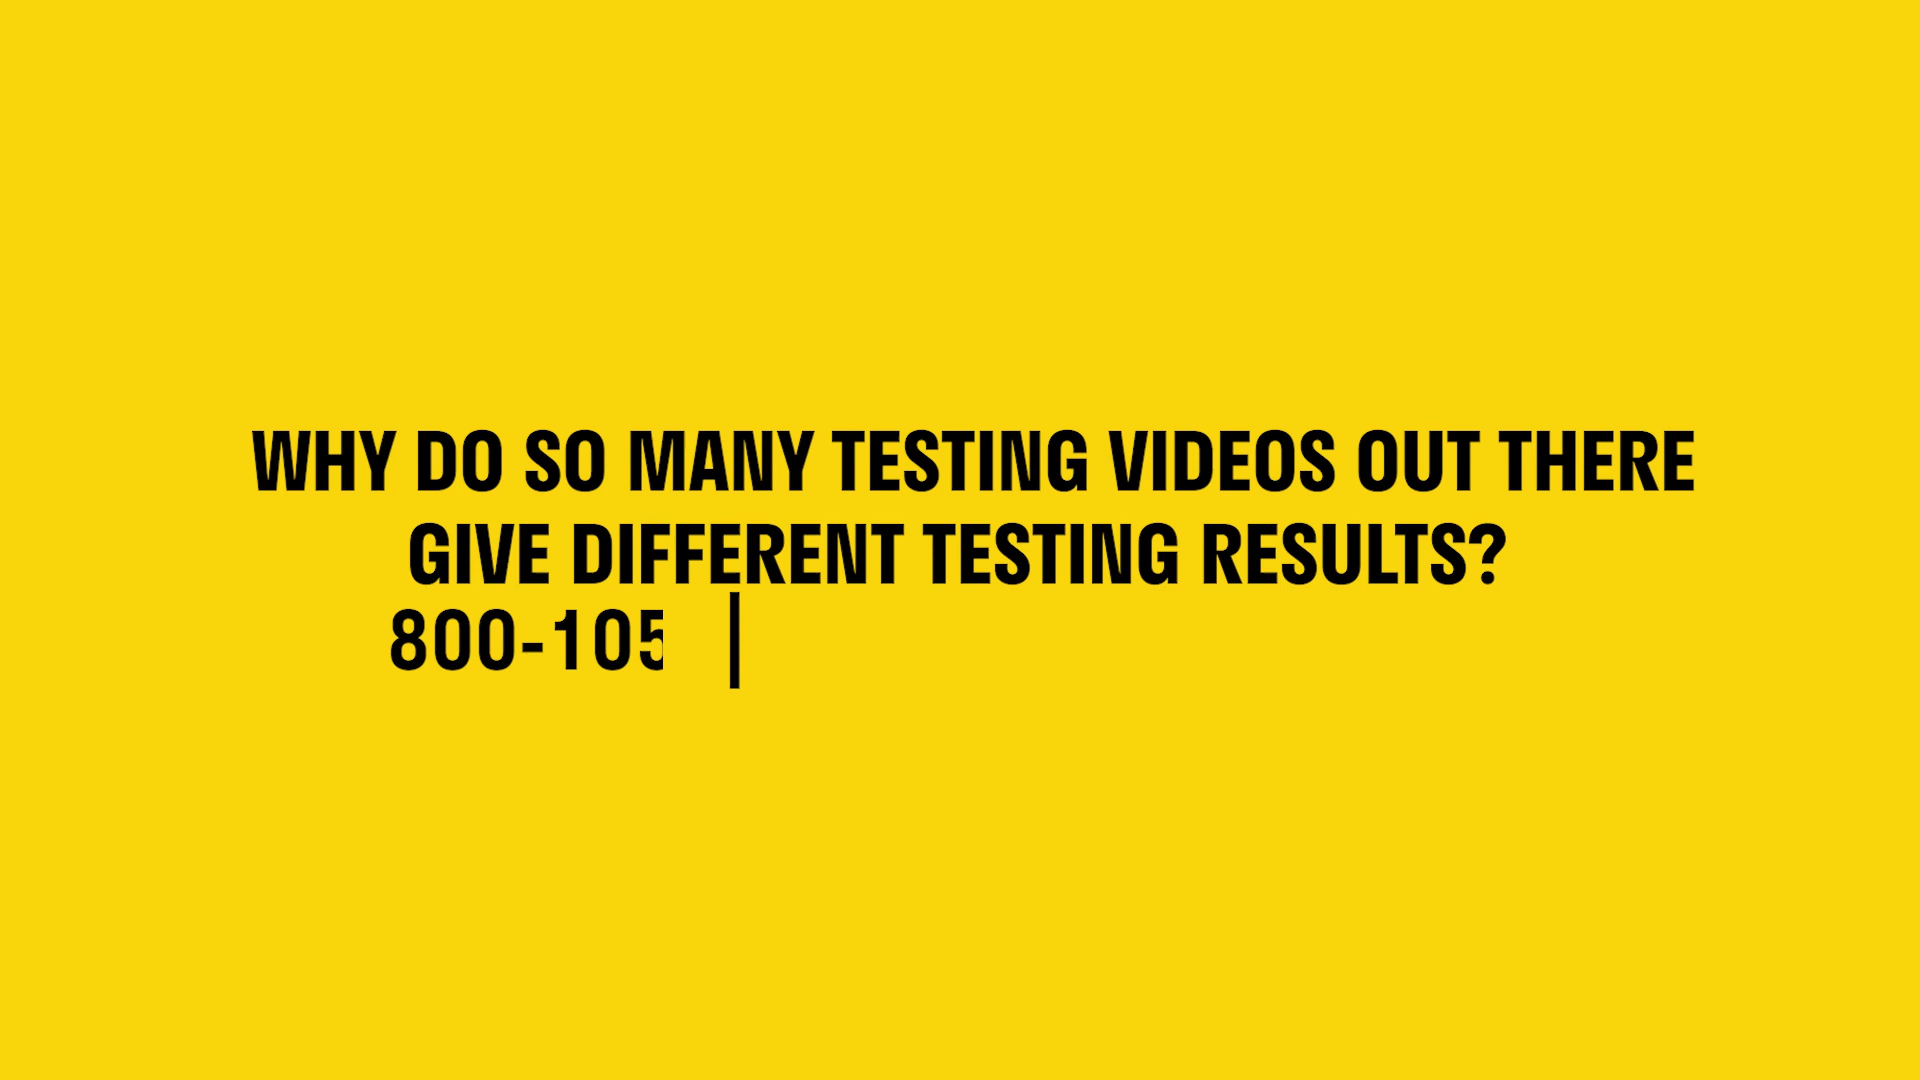 WHY DO SO MANY TESTING VIDEOS OUT THERE
GIVE DIFFERENT TESTING RESULTS?
800-105